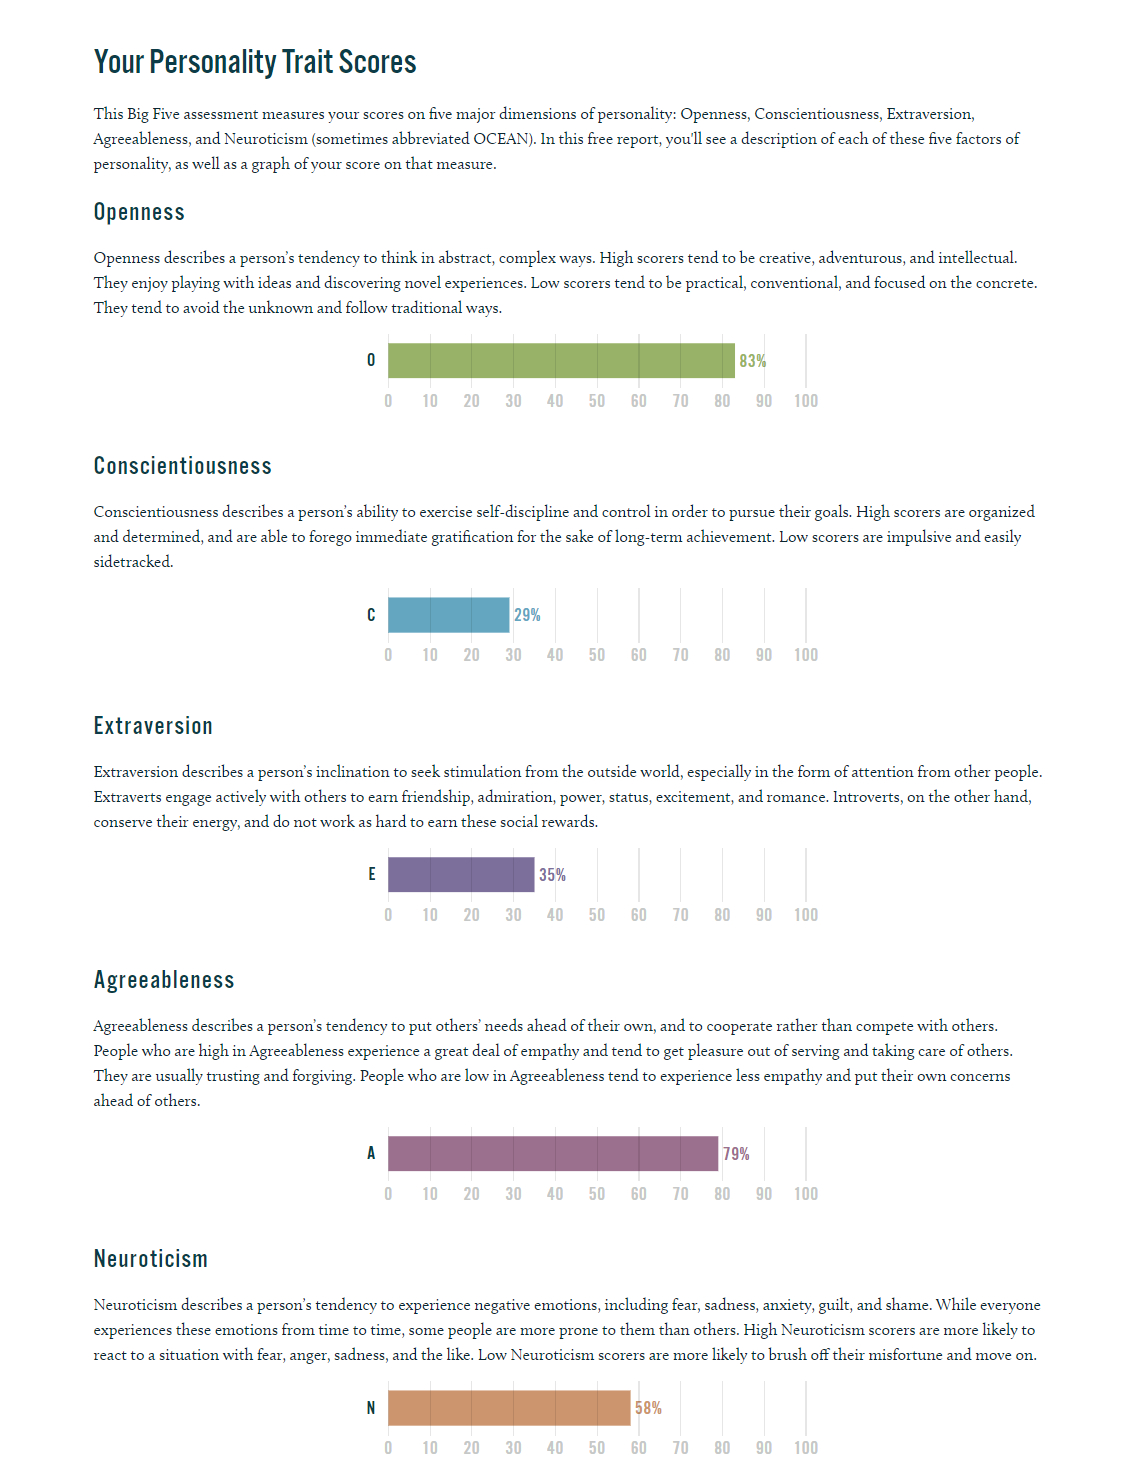 Your Personality Trait Scores
This Big Five assessment measures your scores on five major dimensions of personality: Openness, Conscientiousness, Extraversion,
Agreeableness, and Neuroticism (sometimes abbreviated OCEAN). In this free report, you'll see a description of each of these five factors of
personality, as well as a graph of your score on that measure.
Openness
Openness describes a person’s tendency to think in abstract, complex ways. High scorers tend to be creative, adventurous, and intellectual.
They enjoy playing with ideas and discovering novel experiences. Low scorers tend to be practical, conventional, and focused on the concrete.
They tend to avoid the unknown and follow traditional ways.
O 83%
0 10 20 30 40 50 60 70 80 90 100
Conscientiousness
Conscientiousness describes a person’s ability to exercise self-discipline and control in order to pursue their goals. High scorers are organized
and determined, and are able to forego immediate gratification for the sake of long-term achievement. Low scorers are impulsive and easily
sidetracked.
C 29%
0 10 20 30 40 50 60 70 80 90 100
Extraversion
Extraversion describes a person’s inclination to seek stimulation from the outside world, especially in the form of attention from other people.
Extraverts engage actively with others to earn friendship, admiration, power, status, excitement, and romance. Introverts, on the other hand,
conserve their energy, and do not work as hard to earn these social rewards.
E 35%
0 10 20 30 40 50 60 70 80 90 100
Agreeableness
Agreeableness describes a person’s tendency to put others’ needs ahead of their own, and to cooperate rather than compete with others.
People who are high in Agreeableness experience a great deal of empathy and tend to get pleasure out of serving and taking care of others.
They are usually trusting and forgiving. People who are low in Agreeableness tend to experience less empathy and put their own concerns
ahead of others.
A 79%
0 10 20 30 40 50 60 70 80 90 100
Neuroticism
Neuroticism describes a person’s tendency to experience negative emotions, including fear, sadness, anxiety, guilt, and shame. While everyone
experiences these emotions from time to time, some people are more prone to them than others. High Neuroticism scorers are more likely to
react to a situation with fear, anger, sadness, and the like. Low Neuroticism scorers are more likely to brush off their misfortune and move on.
N 58%
0 10 20 30 40 50 60 70 80 90 100